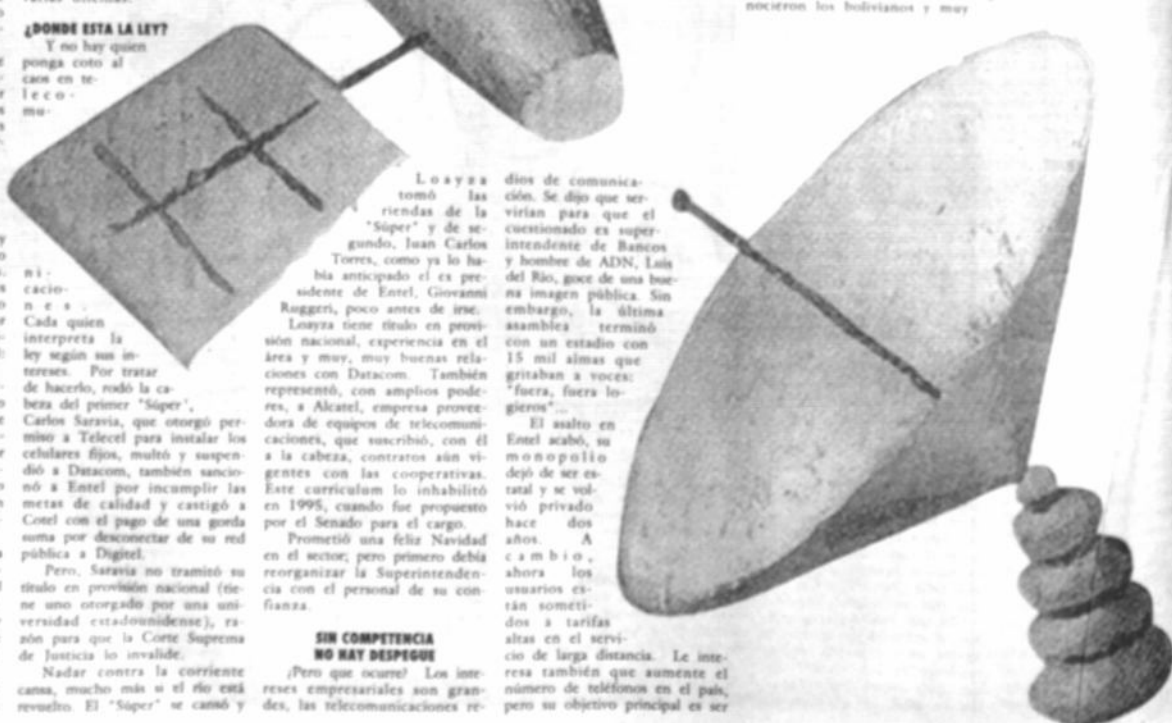 ¿DONDE ESTA LA LEY?
Y no hay quien
ponga coto al
caos en te-
leco-
mu-
ni-
cacio-
nes.
Cada quien
interpreta la
ley según sus in-
tereses. Por tratar
de hacerlo, rodó la ca-
beza del primer "Súper",
Carlos Saravia, que otorgó per-
miso a Telecel para instalar los
celulares fijos, multó y suspen-
dió a Datacom, también sancio-
nó a Entel por incumplir las
metas de calidad y castigó a
Cotel con el pago de una gorda
suma por desconectar de su red
pública a Digitel.
Pero, Saravia no tramitó su
título en provisión nacional (tie-
ne uno otorgado por una uni-
versidad estadounidense), ra-
zón para que la Corte Suprema
de Justicia lo invalide.
Nadar contra la corriente
cansa, mucho más si el río está
revuelto. El "Súper" se cansó y
Loayza
tomó las
riendas de la
"Súper" y de se-
gundo, Juan Carlos
Torres, como ya lo ha-
bía anticipado el ex pre-
sidente de Entel, Giovanni
Ruggeri, poco antes de irse.
Loayza tiene título en provi-
sión nacional, experiencia en el
área y muy, muy buenas rela-
ciones con Datacom. También
representó, con amplios pode-
res, a Alcatel, empresa provee-
dora de equipos de telecomuni-
caciones, que suscribió, con él
a la cabeza, contratos aún vi-
gentes con las cooperativas.
Este curriculum lo inhabilitó
en 1995, cuando fue propuesto
por el Senado para el cargo.
Prometió una feliz Navidad
en el sector; pero primero debía
reorganizar la Superintenden-
cia con el personal de su con-
fianza.
SIN COMPETENCIA
NO HAY DESPEGUE
¿Pero que ocurre? Los inte-
reses empresariales son gran-
des, las telecomunicaciones re-
nocieron los bolivianos y muy
dios de comunica-
ción. Se dijo que ser-
virían para que el
cuestionado ex super-
intendente de Bancos
y hombre de ADN, Luis
del Río, goce de una bue-
na imagen pública. Sin
embargo, la última
asamblea terminó
con un estadio con
15 mil almas que
gritaban a voces:
"fuera, fuera lo-
gieros"...
El asalto en
Entel acabó, su
monopolio
dejó de ser es-
tatal y se vol-
vió privado
hace dos
años. A
cambio,
ahora los
usuarios es-
tán someti-
dos a tarifas
altas en el servi-
cio de larga distancia. Le inte-
resa también que aumente el
número de teléfonos en el país,
pero su objetivo principal es ser